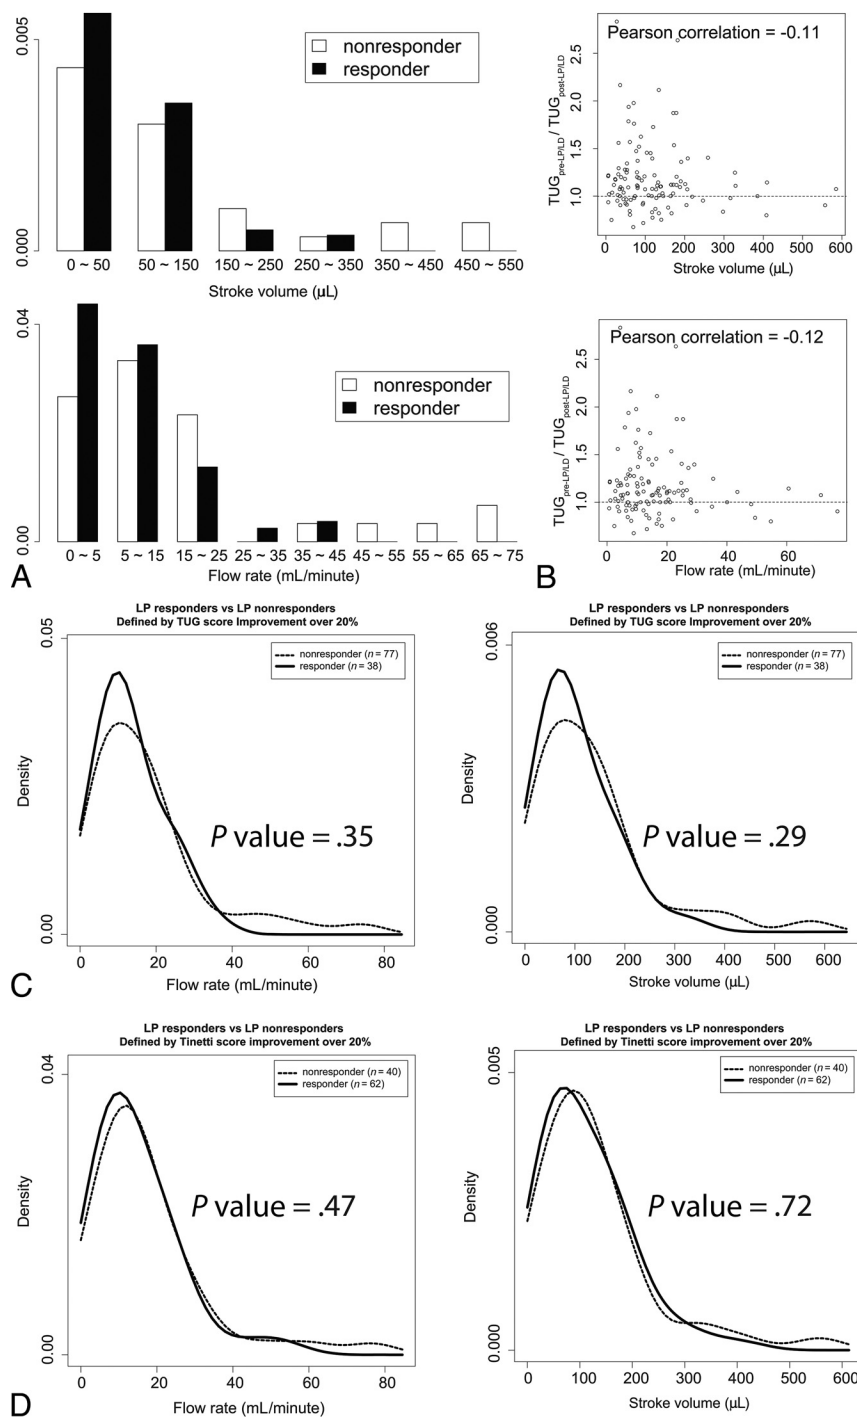 0.005
0.000
nonresponder
responder
0 ~ 50
50 ~ 150
150 ~ 250
250 ~ 350
350 ~ 450
450 ~ 550
Stroke volume (µL)
0.04
0.00
nonresponder
responder
0 ~ 5
5 ~ 15
15 ~ 25
25 ~ 35
35 ~ 45
45 ~ 55
55 ~ 65
65 ~ 75
Flow rate (mL/minute)
A
Pearson correlation = -0.11
TUGpre-LP/LD / TUGpost-LP/LD
2.5
2.0
1.5
1.0
0 100 200 300 400 500 600
Stroke volume (µL)
Pearson correlation = -0.12
TUGpre-LP/LD / TUGpost-LP/LD
2.5
2.0
1.5
1.0
0 20 40 60
Flow rate (mL/minute)
B
LP responders vs LP nonresponders
Defined by TUG score Improvement over 20%
0.05
0.00
Density
nonresponder (n = 77)
responder (n = 38)
P value = .35
0 20 40 60 80
Flow rate (mL/minute)
C
LP responders vs LP nonresponders
Defined by TUG score improvement over 20%
0.006
0.000
Density
nonresponder (n = 77)
responder (n = 38)
P value = .29
0 100 200 300 400 500 600
Stroke volume (µL)
LP responders vs LP nonresponders
Defined by Tinetti score improvement over 20%
0.04
0.00
Density
nonresponder (n = 40)
responder (n = 62)
P value = .47
0 20 40 60 80
Flow rate (mL/minute)
D
LP responders vs LP nonresponders
Defined by Tinetti score improvement over 20%
0.005
0.000
Density
nonresponder (n = 40)
responder (n = 62)
P value = .72
0 100 200 300 400 500 600
Stroke volume (µL)